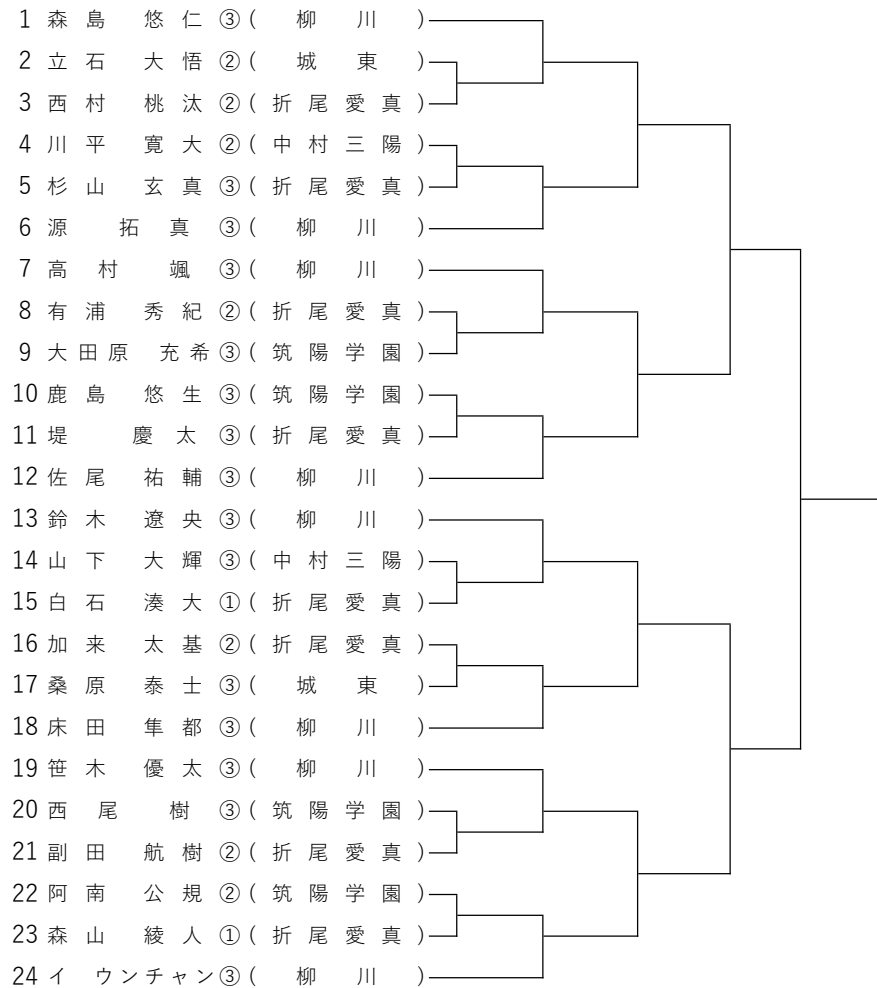 1 森島 悠仁 ③ ( 柳川 )
2 立石 大悟 ② ( 城東 )
3 西村 桃汰 ② ( 折尾愛真 )
4 川平 寛大 ② ( 中村三陽 )
5 杉山 玄真 ③ ( 折尾愛真 )
6 源 拓真 ③ ( 柳川 )
7 高村 颯 ③ ( 柳川 )
8 有浦 秀紀 ② ( 折尾愛真 )
9 大田原 充希 ③ ( 筑陽学園 )
10 鹿島 悠生 ③ ( 筑陽学園 )
11 堤 慶太 ③ ( 折尾愛真 )
12 佐尾 祐輔 ③ ( 柳川 )
13 鈴木 遼央 ③ ( 柳川 )
14 山下 大輝 ③ ( 中村三陽 )
15 白石 湊大 ① ( 折尾愛真 )
16 加来 太基 ② ( 折尾愛真 )
17 桑原 泰士 ③ ( 城東 )
18 床田 隼都 ③ ( 柳川 )
19 笹木 優太 ③ ( 柳川 )
20 西尾 樹 ③ ( 筑陽学園 )
21 副田 航樹 ② ( 折尾愛真 )
22 阿南 公規 ② ( 筑陽学園 )
23 森山 綾人 ① ( 折尾愛真 )
24 イ ウンチャン ③ ( 柳川 )